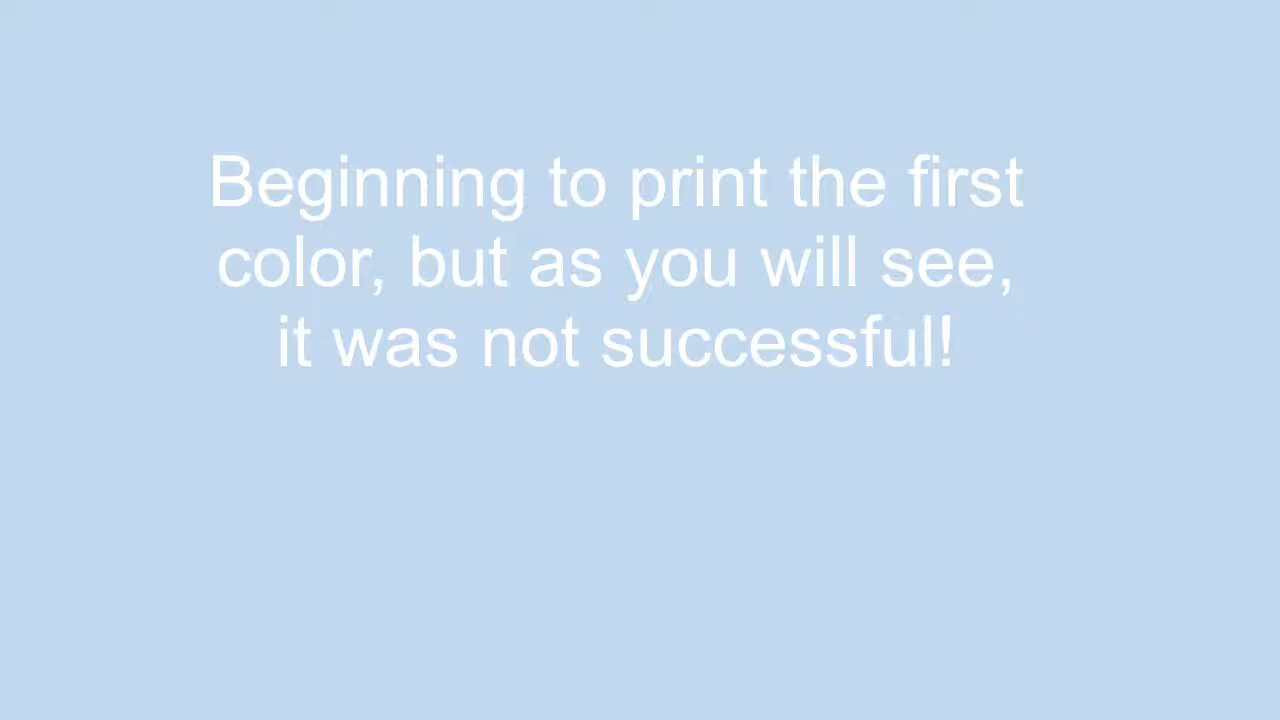 Beginning to print the first
color, but as you will see,
it was not successful!